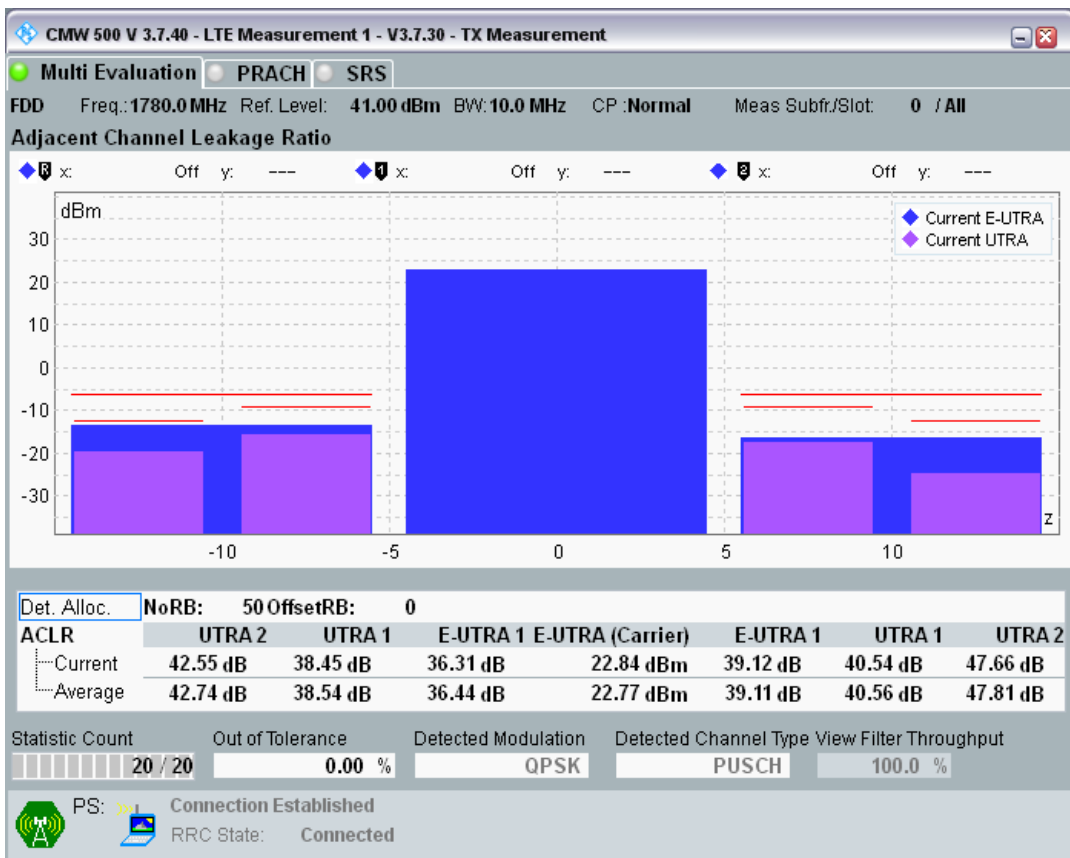 CMW 500 V 3.7.40 - LTE Measurement 1 - V3.7.30 - TX Measurement
Multi Evaluation PRACH SRS
FDD Freq.: 1780.0 MHz Ref. Level: 41.00 dBm BW: 10.0 MHz CP : Normal Meas Subfr./Slot: 0 / All
Adjacent Channel Leakage Ratio
R x: Off y: --- 1 x: Off y: --- 2 x: Off y: ---
dBm
Current E-UTRA
Current UTRA
30
20
10
0
-10
-20
-30
z
-10 -5 0 5 10
Det. Alloc. NoRB: 50 OffsetRB: 0
ACLR UTRA 2 UTRA 1 E-UTRA 1 E-UTRA (Carrier) E-UTRA 1 UTRA 1 UTRA 2
Current 42.55 dB 38.45 dB 36.31 dB 22.84 dBm 39.12 dB 40.54 dB 47.66 dB
Average 42.74 dB 38.54 dB 36.44 dB 22.77 dBm 39.11 dB 40.56 dB 47.81 dB
Statistic Count Out of Tolerance Detected Modulation Detected Channel Type View Filter Throughput
20 / 20 0.00 % QPSK PUSCH 100.0 %
PS: Connection Established
RRC State: Connected